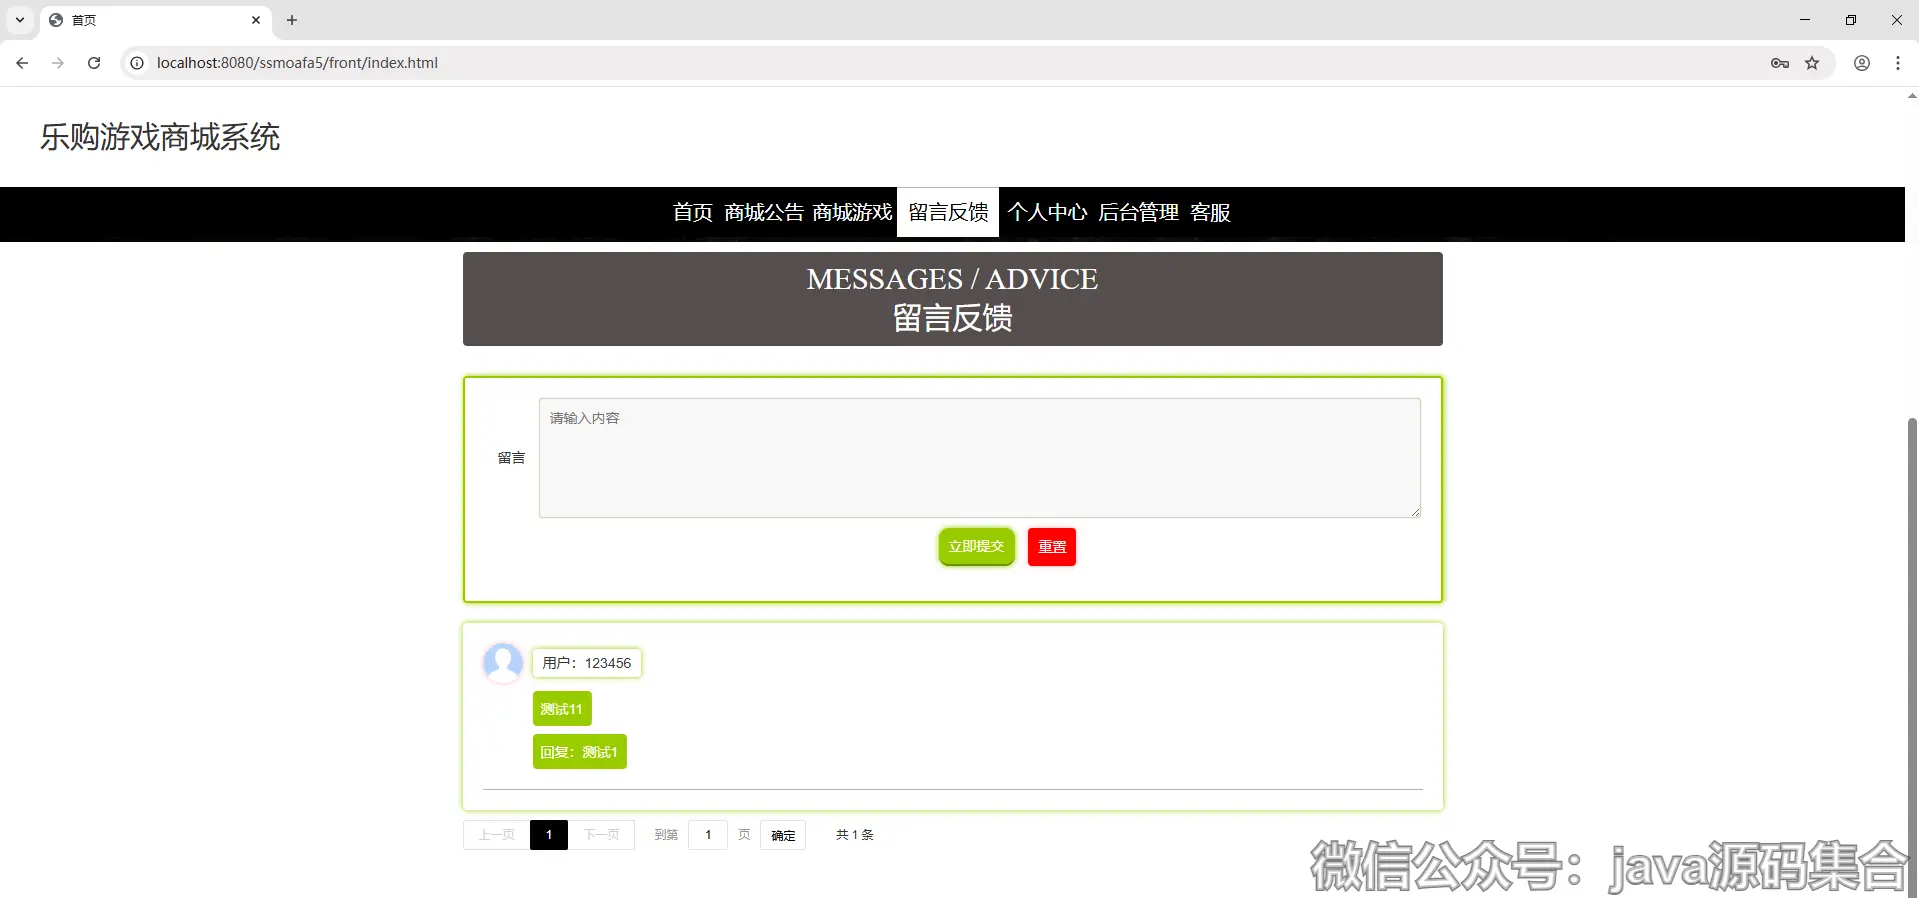 首页
localhost:8080/ssmoafa5/front/index.html
乐购游戏商城系统
首页 商城公告 商城游戏 留言反馈 个人中心 后台管理 客服
MESSAGES / ADVICE
留言反馈
请输入内容
留言
立即提交 重置
用户：123456
测试11
回复：测试1
上一页 1 下一页 到第 1 页 确定 共 1 条
微信公众号：java源码集合